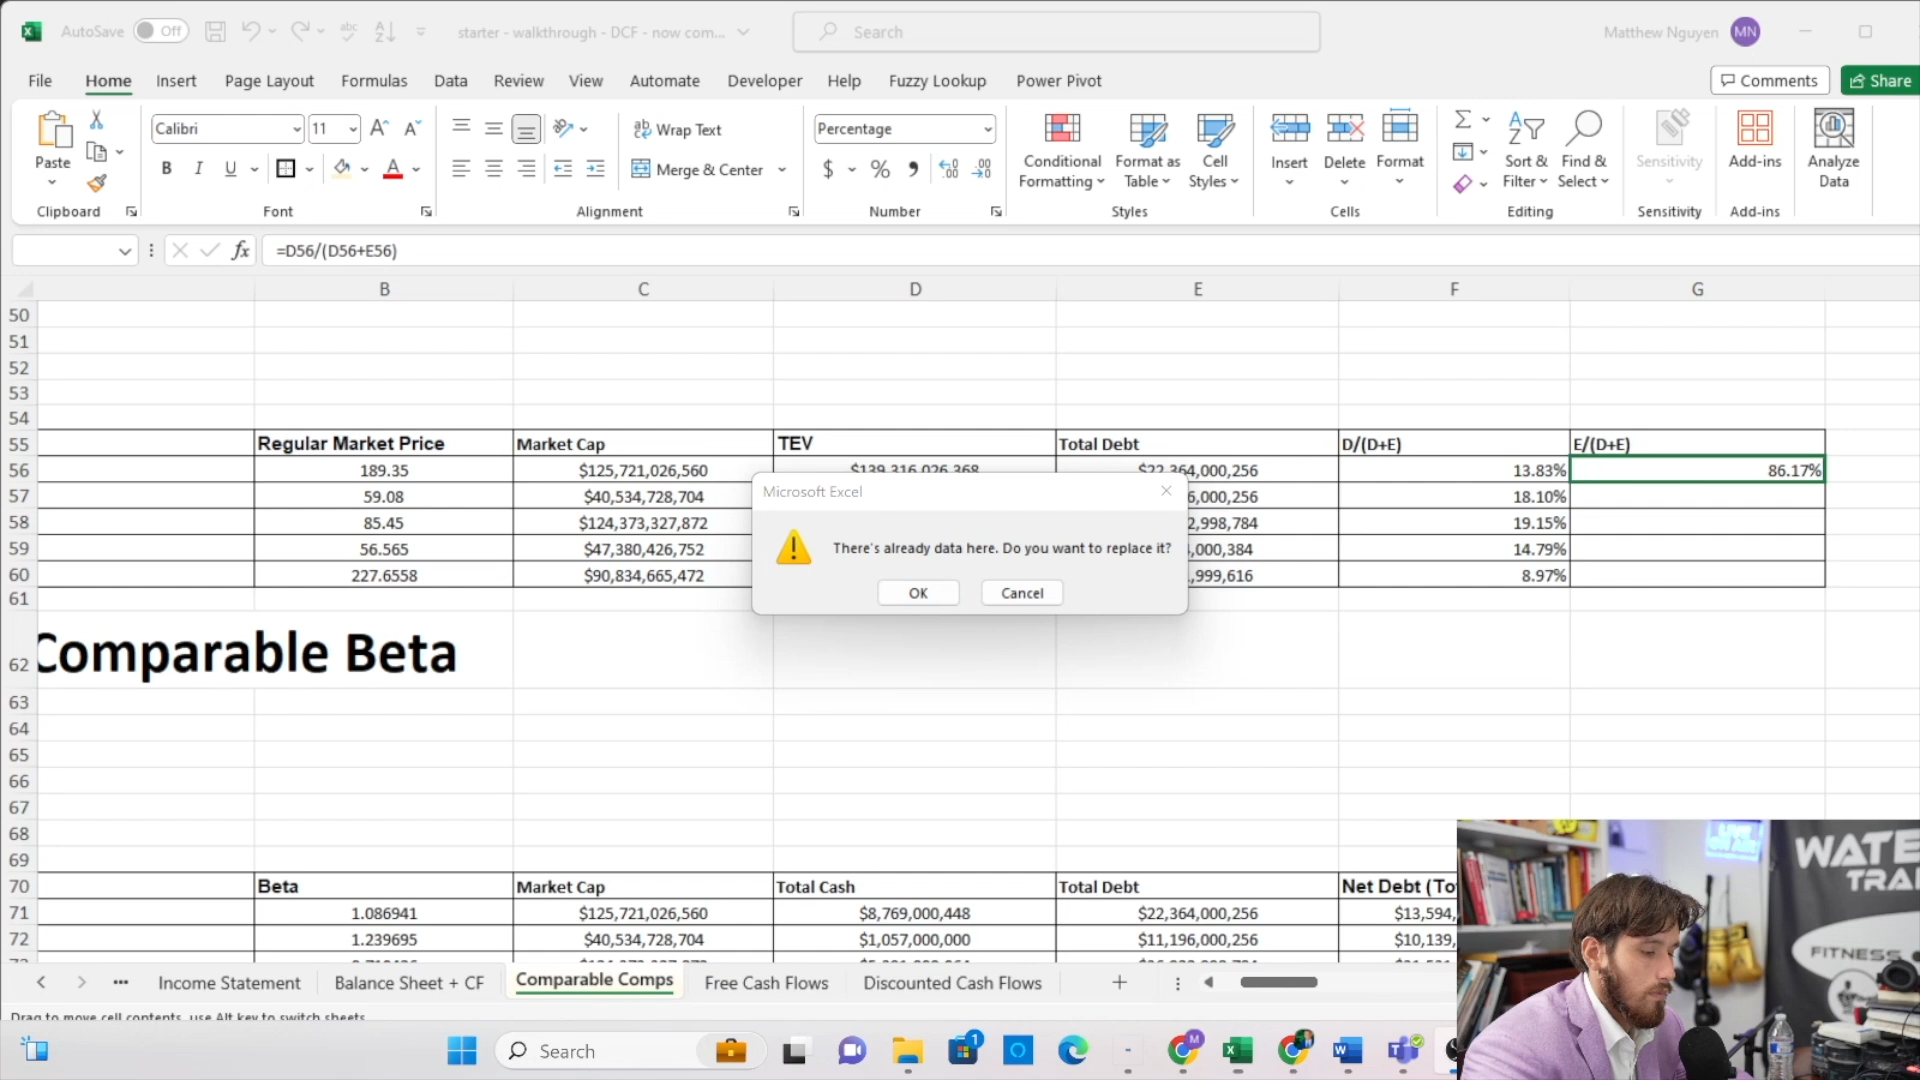 AutoSave Off
starter - walkthrough - DCF - now com...
Search
Matthew Nguyen MN
File Home Insert Page Layout Formulas Data Review View Automate Developer Help Fuzzy Lookup Power Pivot
Comments Share
Paste
Clipboard
Calibri 11
B I U
Font
Wrap Text
Merge & Center
Alignment
Percentage
$ % ,
Number
Conditional Formatting
Format as Table
Cell Styles
Styles
Insert Delete Format
Cells
Sort & Filter
Find & Select
Editing
Sensitivity
Sensitivity
Add-ins
Add-ins
Analyze Data
fx =D56/(D56+E56)
B C D E F G
50
51
52
53
54
55 Regular Market Price Market Cap TEV Total Debt D/(D+E) E/(D+E)
56 189.35 $125,721,026,560 $139,316,026,368 $22,364,000,256 13.83% 86.17%
57 59.08 $40,534,728,704 6,000,256 18.10%
58 85.45 $124,373,327,872 2,998,784 19.15%
59 56.565 $47,380,426,752 ,000,384 14.79%
60 227.6558 $90,834,665,472 ,999,616 8.97%
Microsoft Excel
There's already data here. Do you want to replace it?
OK Cancel
61
62 Comparable Beta
63
64
65
66
67
68
69
70 Beta Market Cap Total Cash Total Debt Net Debt (To
71 1.086941 $125,721,026,560 $8,769,000,448 $22,364,000,256 $13,594,
72 1.239695 $40,534,728,704 $1,057,000,000 $11,196,000,256 $10,139,
Income Statement Balance Sheet + CF Comparable Comps Free Cash Flows Discounted Cash Flows
Drag to move cell contents, use Alt key to switch sheets
Search
LIVE ON AIR
WATE
TRAI
FITNESS